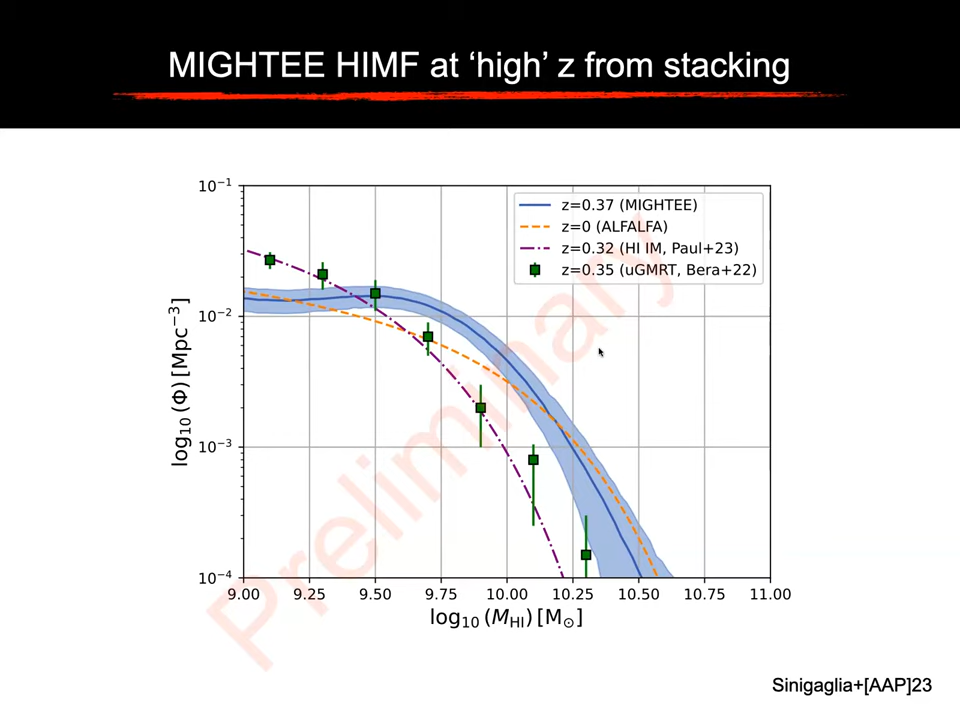 MIGHTEE HIMF at ‘high’ z from stacking
z=0.37 (MIGHTEE)
z=0 (ALFALFA)
z=0.32 (HI IM, Paul+23)
z=0.35 (uGMRT, Bera+22)
10⁻¹
10⁻²
10⁻³
10⁻⁴
log₁₀(Φ) [Mpc⁻³]
9.00 9.25 9.50 9.75 10.00 10.25 10.50 10.75 11.00
log₁₀(M_HI) [M☉]
Preliminary
Sinigaglia+[AAP]23